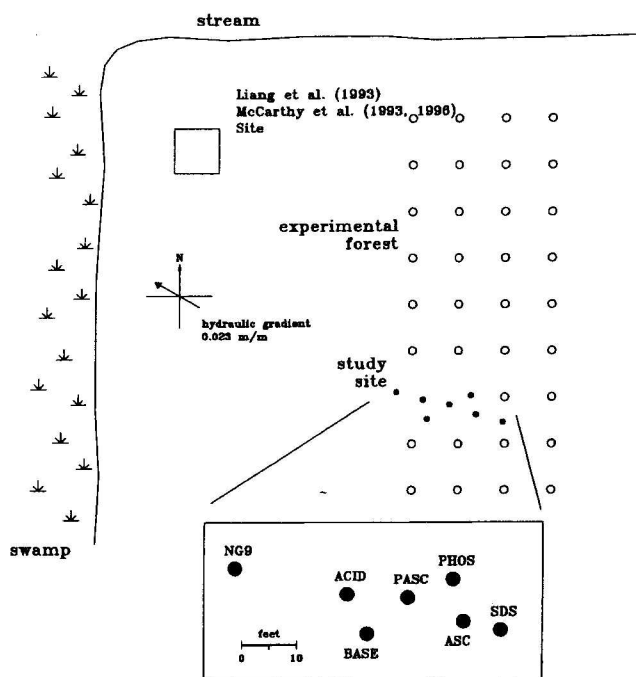 stream
Liang et al. (1993)
McCarthy et al. (1993, 1996)
Site
experimental
forest
N
hydraulic gradient
0.023 m/m
study
site
swamp
NG9
ACID
PASC
PHOS
BASE
ASC
SDS
feet
0 10